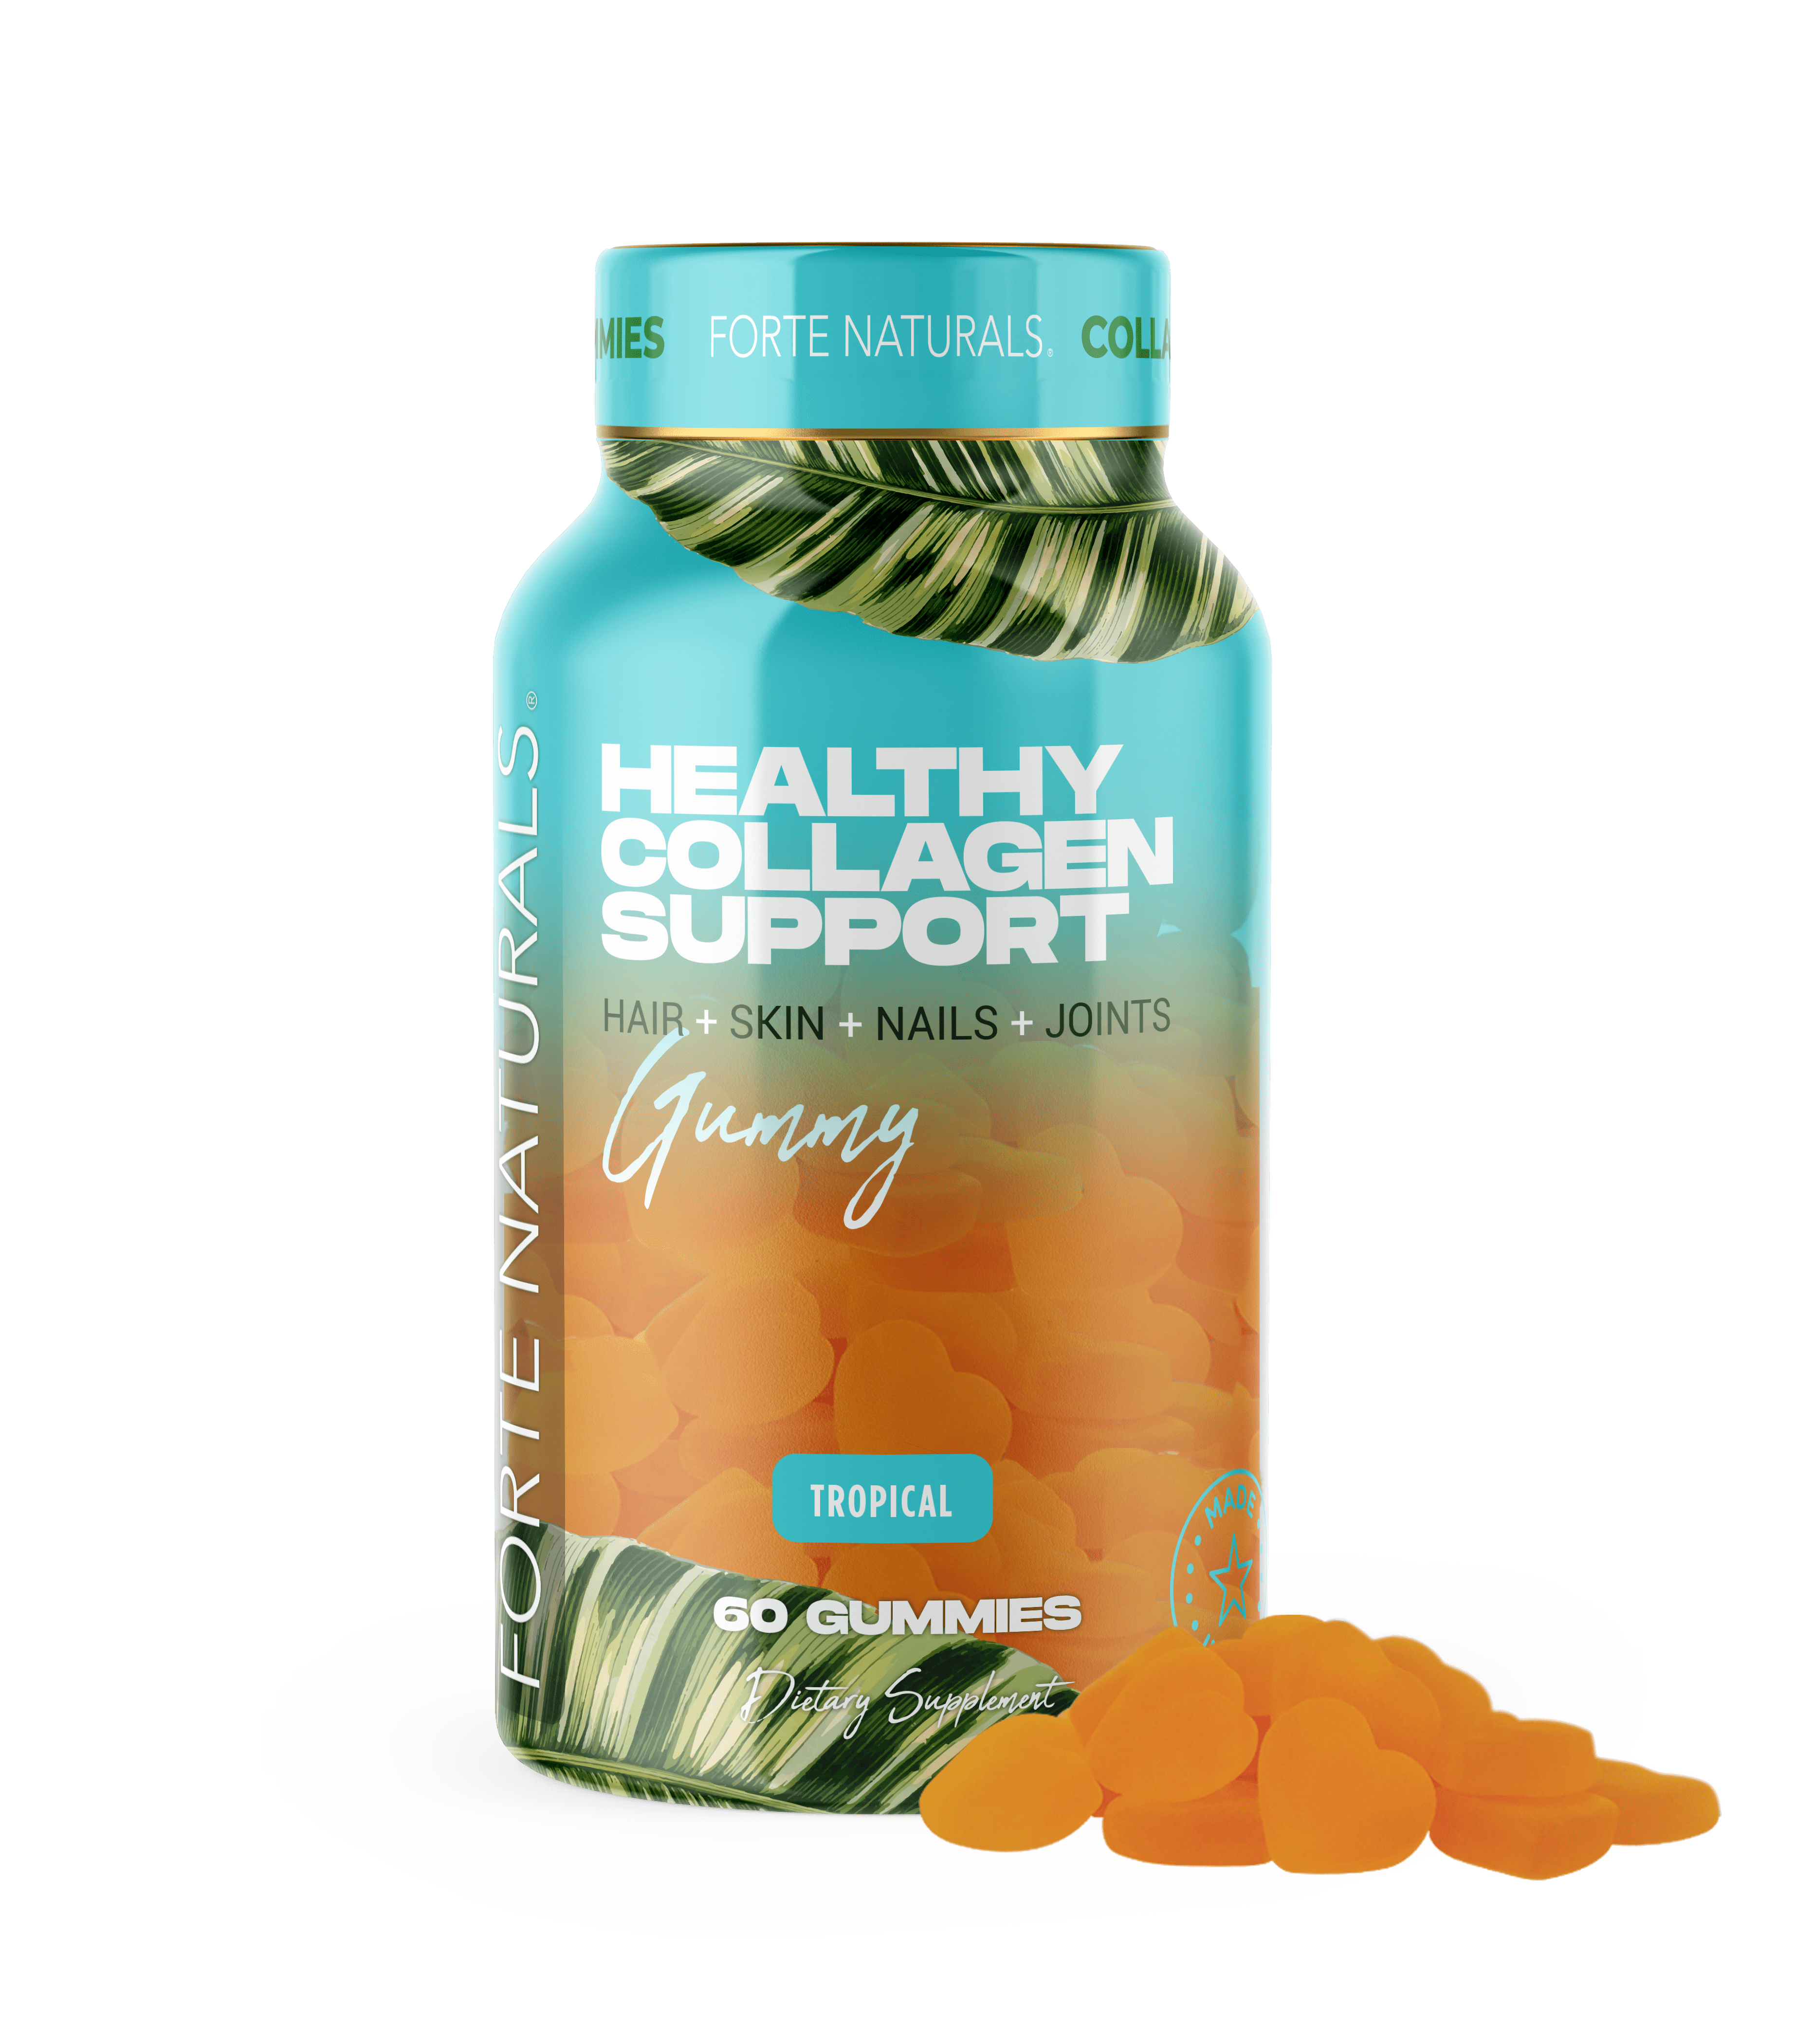 MIES FORTE NATURALS® COLLA
FORTE NATURALS®
HEALTHY
COLLAGEN
SUPPORT
HAIR + SKIN + NAILS + JOINTS
Gummy
TROPICAL
MADE
60 GUMMIES
Dietary Supplement